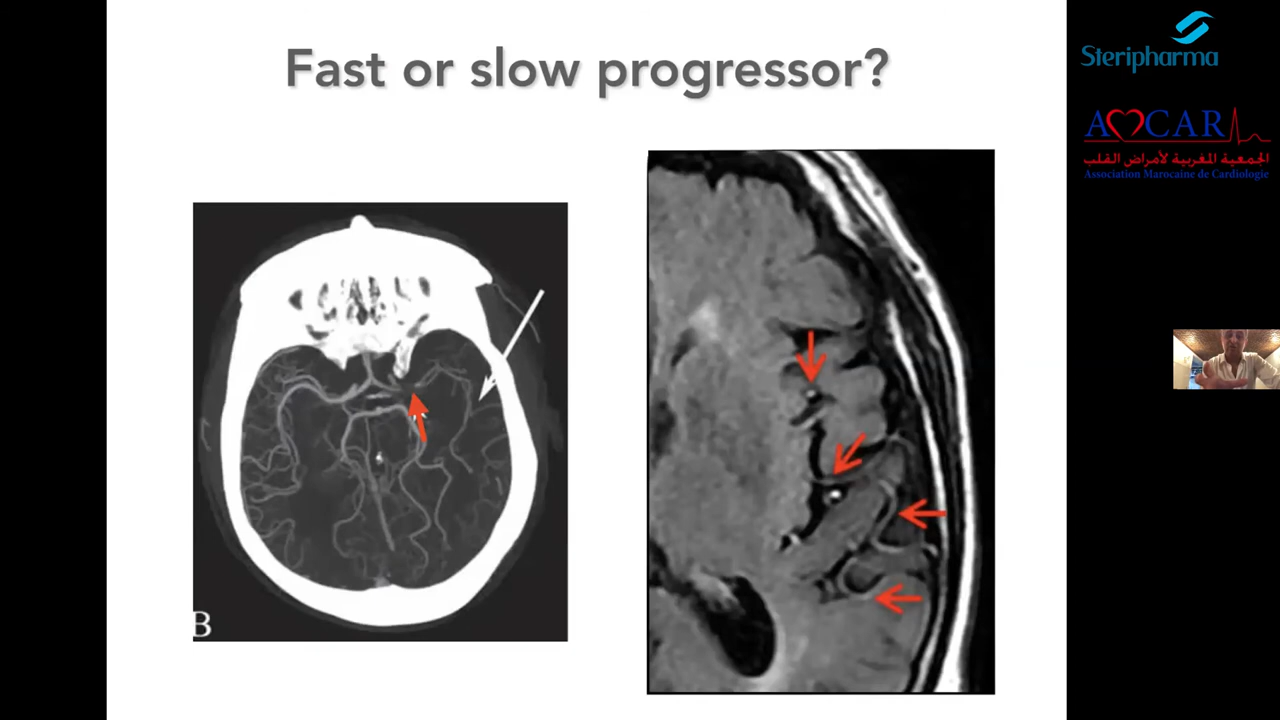 Fast or slow progressor?
Steripharma
AMCAR
الجمعية المغربية لأمراض القلب
Association Marocaine de Cardiologie
B